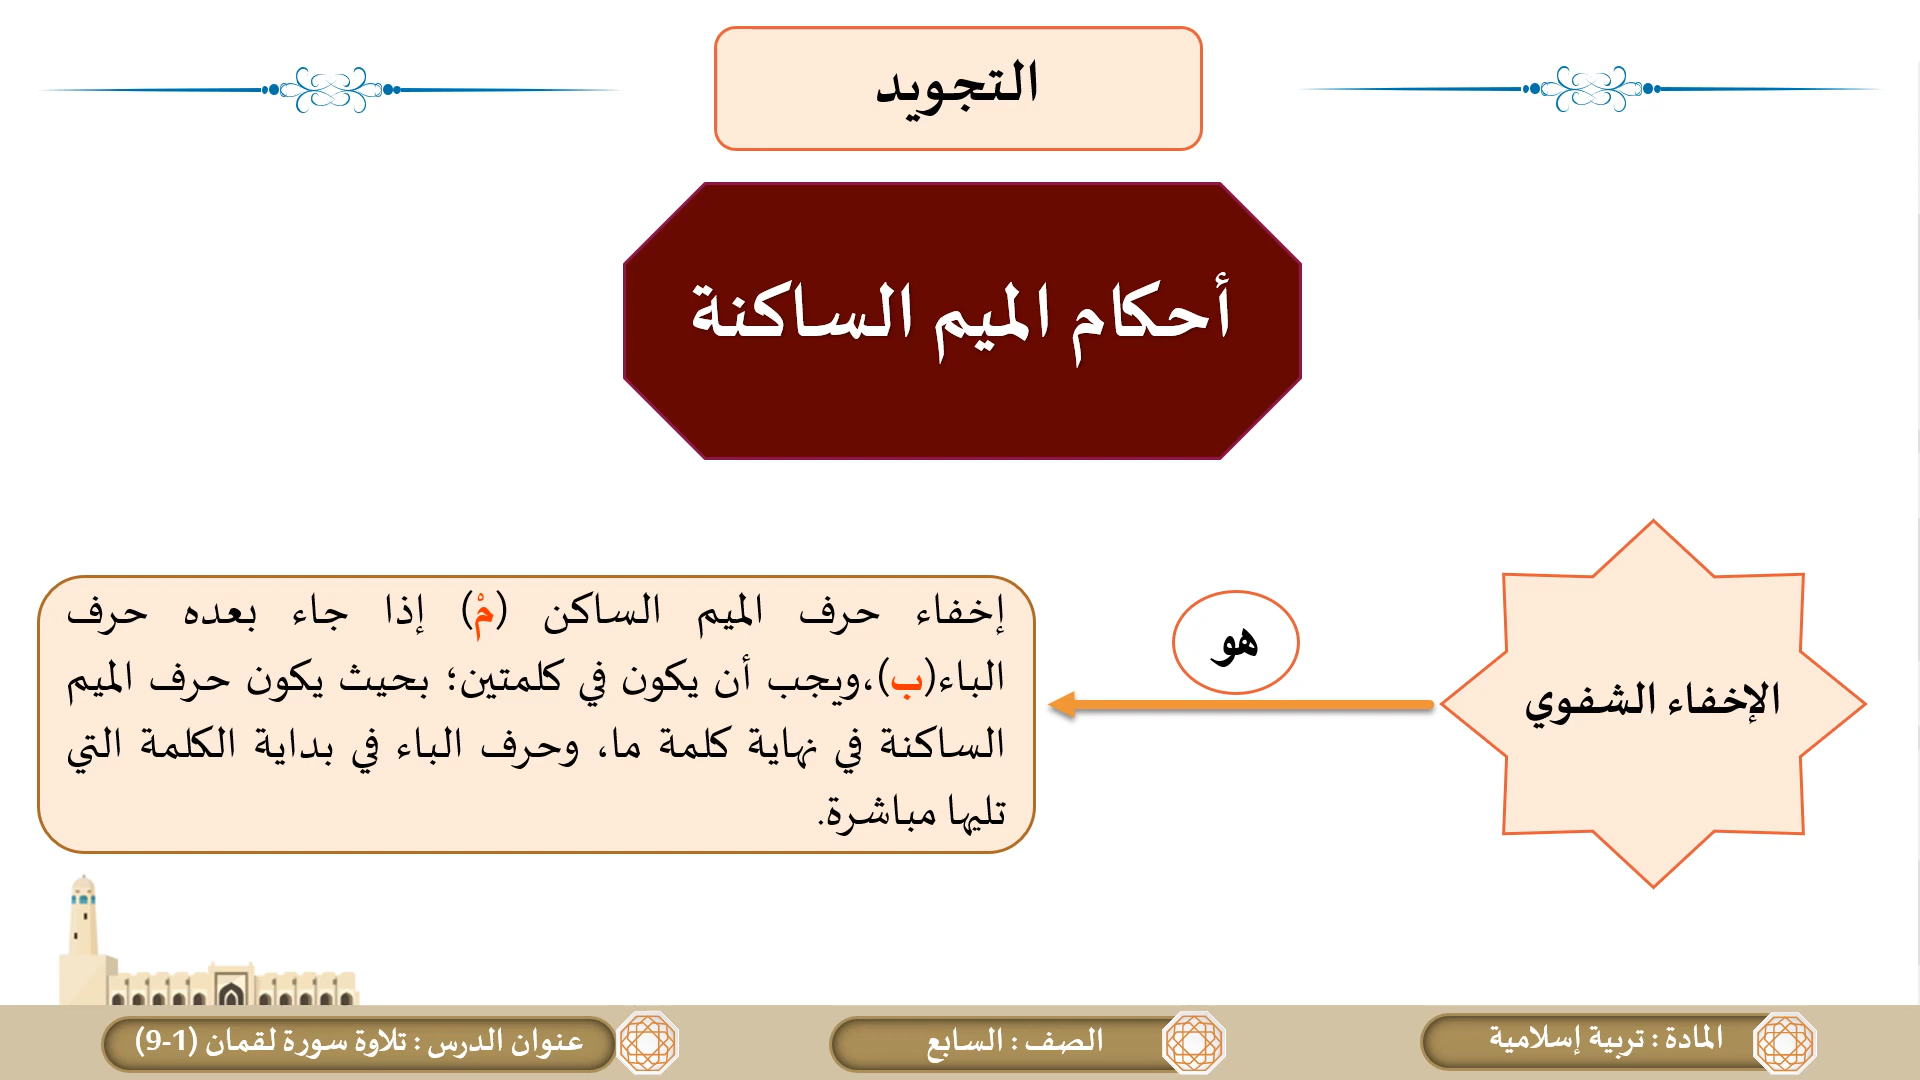 التجويد
أحكام الميم الساكنة
الإخفاء الشفوي
هو
إخفاء حرف الميم الساكن (مْ) إذا جاء بعده حرف
الباء(ب)،ويجب أن يكون في كلمتين؛ بحيث يكون حرف الميم
الساكنة في نهاية كلمة ما، وحرف الباء في بداية الكلمة التي
تليها مباشرة.
المادة : تربية إسلامية
الصف : السابع
عنوان الدرس : تلاوة سورة لقمان (1-9)